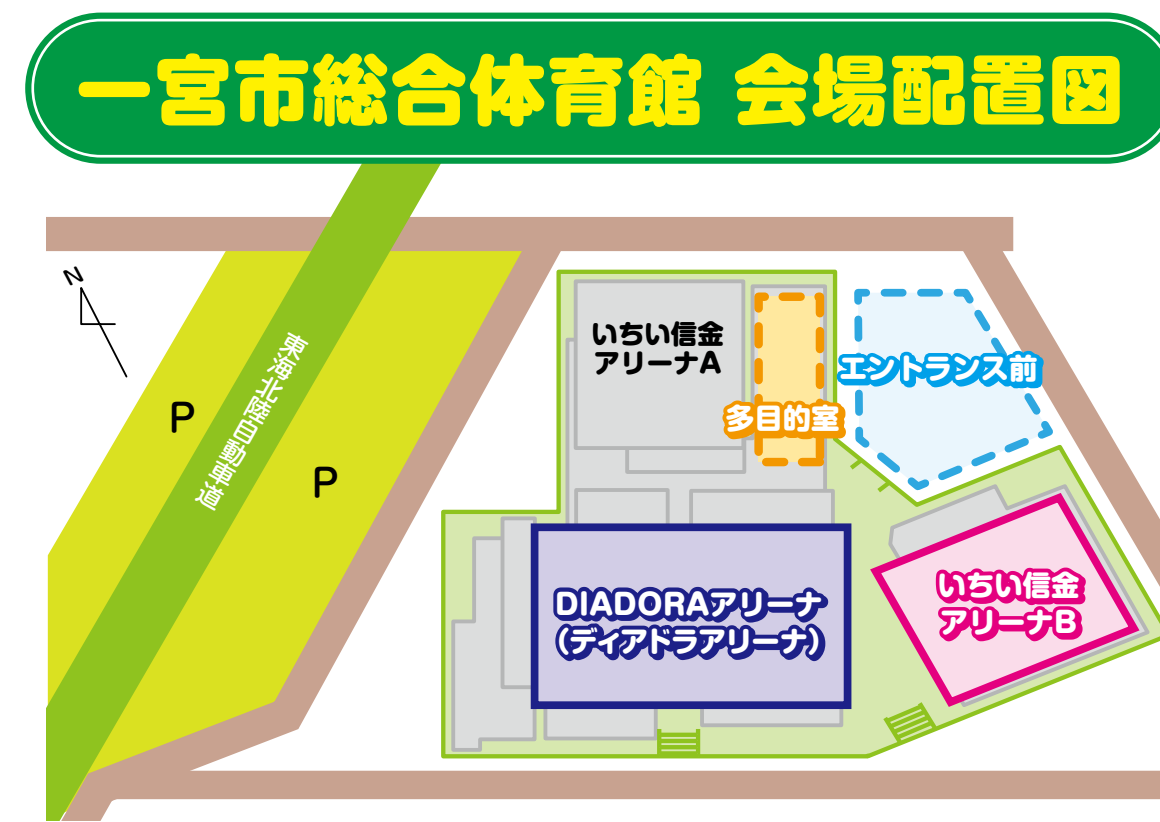 一宮市総合体育館 会場配置図
N
東海北陸自動車道
P
P
いちい信金
アリーナA
多目的室
エントランス前
DIADORAアリーナ
(ディアドラアリーナ)
いちい信金
アリーナB